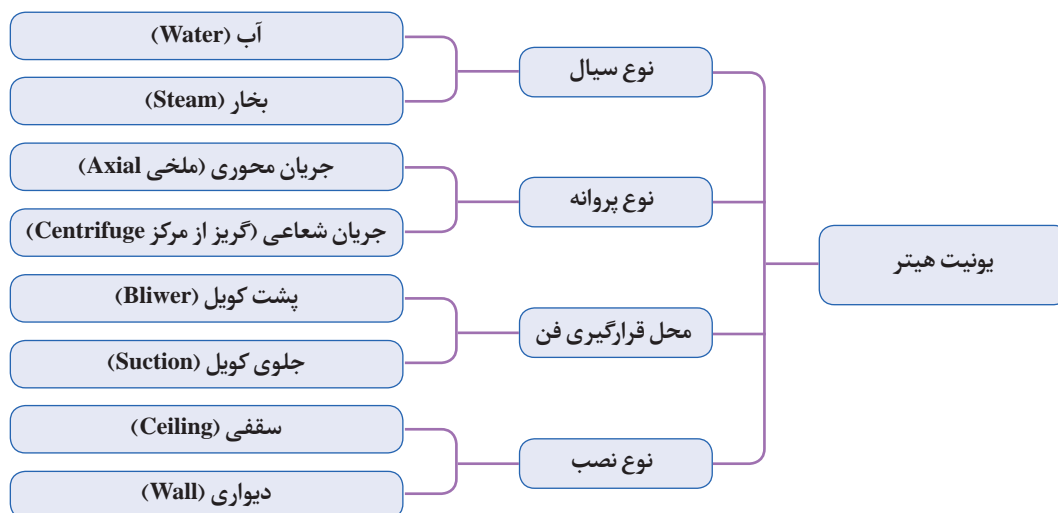 یونیت هیتر
نوع سیال
آب (Water)
بخار (Steam)
نوع پروانه
جریان محوری (ملخی Axial)
جریان شعاعی (گریز از مرکز Centrifuge)
محل قرارگیری فن
پشت کویل (Bliwer)
جلوی کویل (Suction)
نوع نصب
سقفی (Ceiling)
دیواری (Wall)